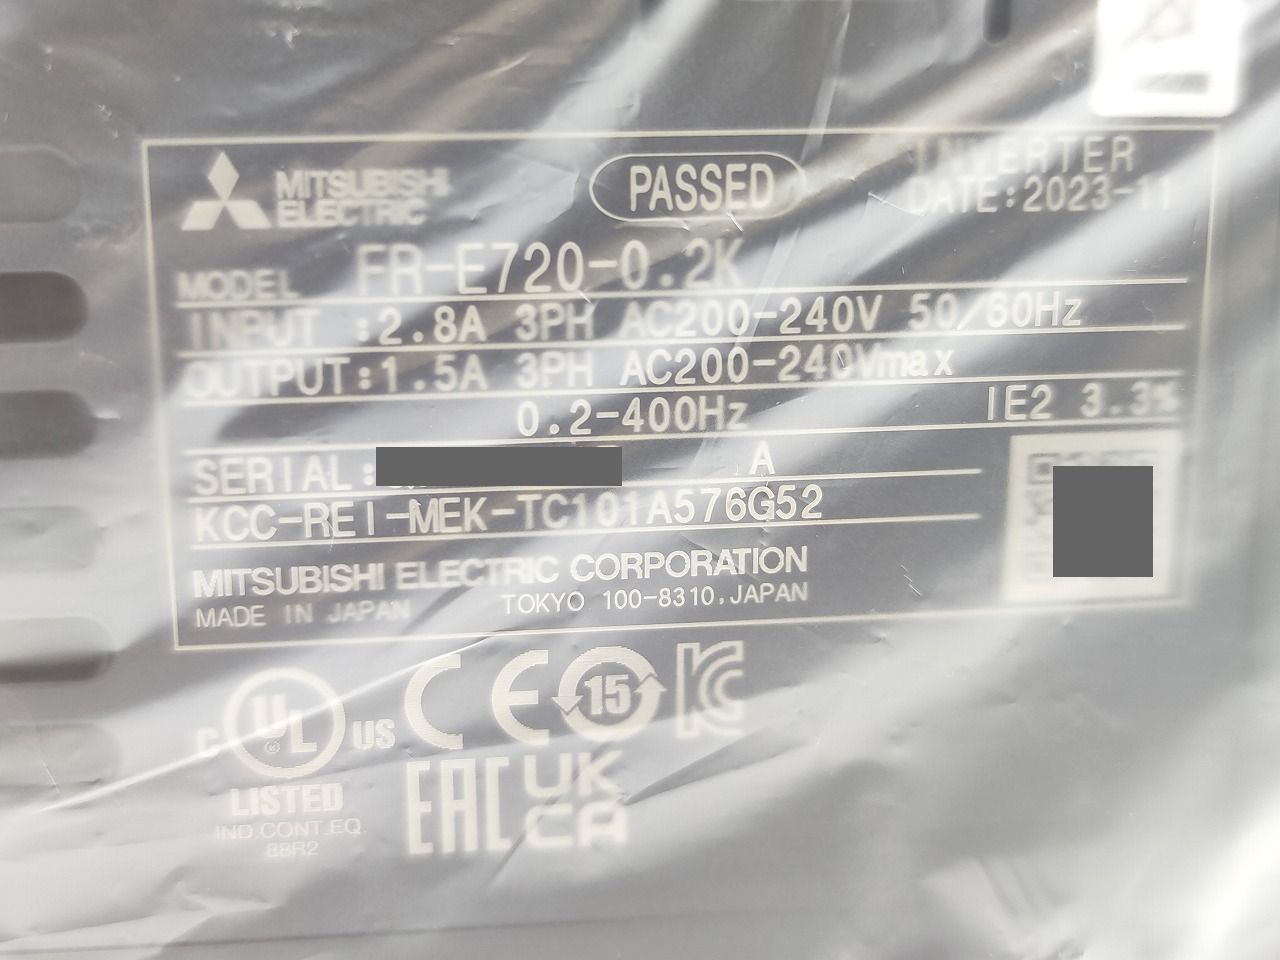 MITSUBISHI ELECTRIC
PASSED
INVERTER
DATE:2023-11
MODEL FR-E720-0.2K
INPUT :2.8A 3PH AC200-240V 50/60Hz
OUTPUT:1.5A 3PH AC200-240Vmax
0.2-400Hz IE2 3.3%
SERIAL: A
KCC-REI-MEK-TC101A576G52
MITSUBISHI ELECTRIC CORPORATION
MADE IN JAPAN TOKYO 100-8310,JAPAN
C UL US CE 15 KC
LISTED EAC UK CA
IND.CONT.EQ.
88R2